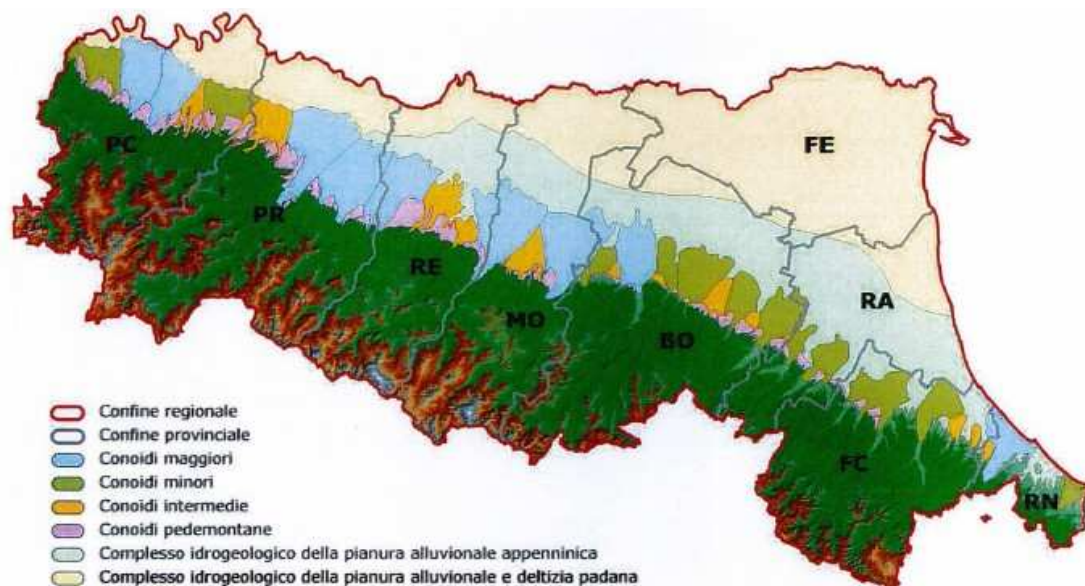 FE
PC
PR
RE
RA
MO
BO
FC
RN
Confine regionale
Confine provinciale
Conoidi maggiori
Conoidi minori
Conoidi intermedie
Conoidi pedemontane
Complesso idrogeologico della pianura alluvionale appenninica
Complesso idrogeologico della pianura alluvionale e deltizia padana